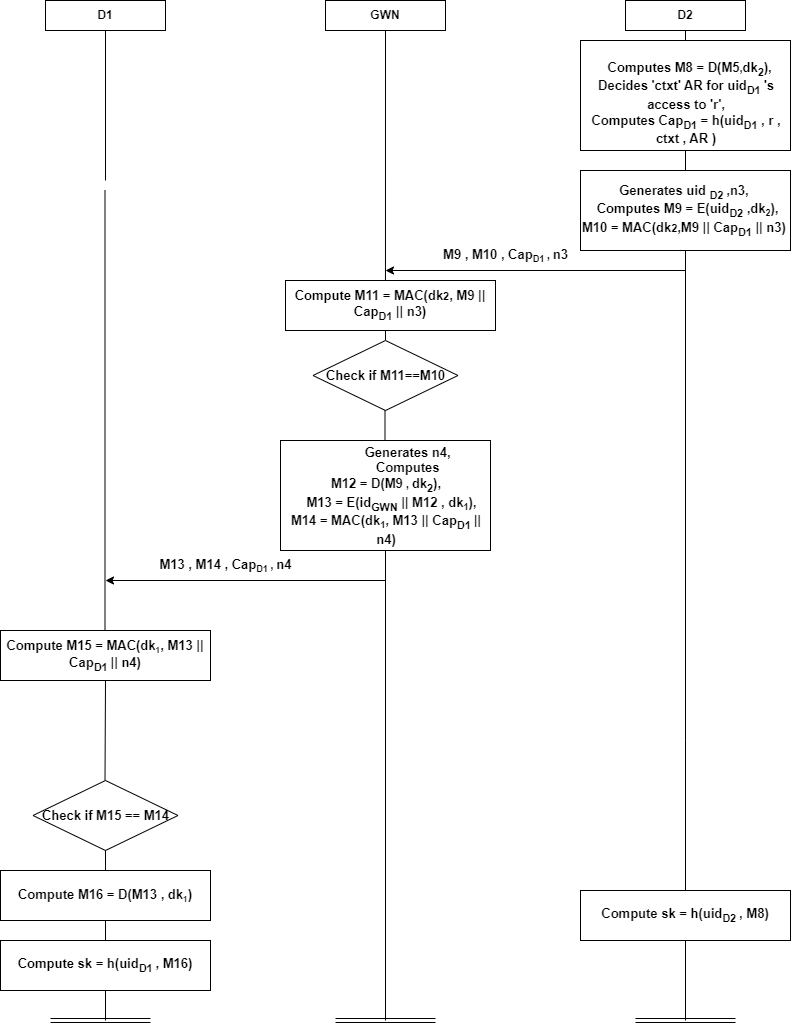 D1
GWN
D2
Computes M8 = D(M5,dk2),
Decides 'ctxt' AR for uidD1 's
access to 'r',
Computes CapD1 = h(uidD1 , r ,
ctxt , AR )
Generates uid D2 ,n3,
Computes M9 = E(uidD2 ,dk2),
M10 = MAC(dk2,M9 || CapD1 || n3)
M9 , M10 , CapD1 , n3
Compute M11 = MAC(dk2, M9 ||
CapD1 || n3)
Check if M11==M10
Generates n4,
Computes
M12 = D(M9 , dk2),
M13 = E(idGWN || M12 , dk1),
M14 = MAC(dk1, M13 || CapD1 ||
n4)
M13 , M14 , CapD1 , n4
Compute M15 = MAC(dk1, M13 ||
CapD1 || n4)
Check if M15 == M14
Compute M16 = D(M13 , dk1)
Compute sk = h(uidD2 , M8)
Compute sk = h(uidD1 , M16)